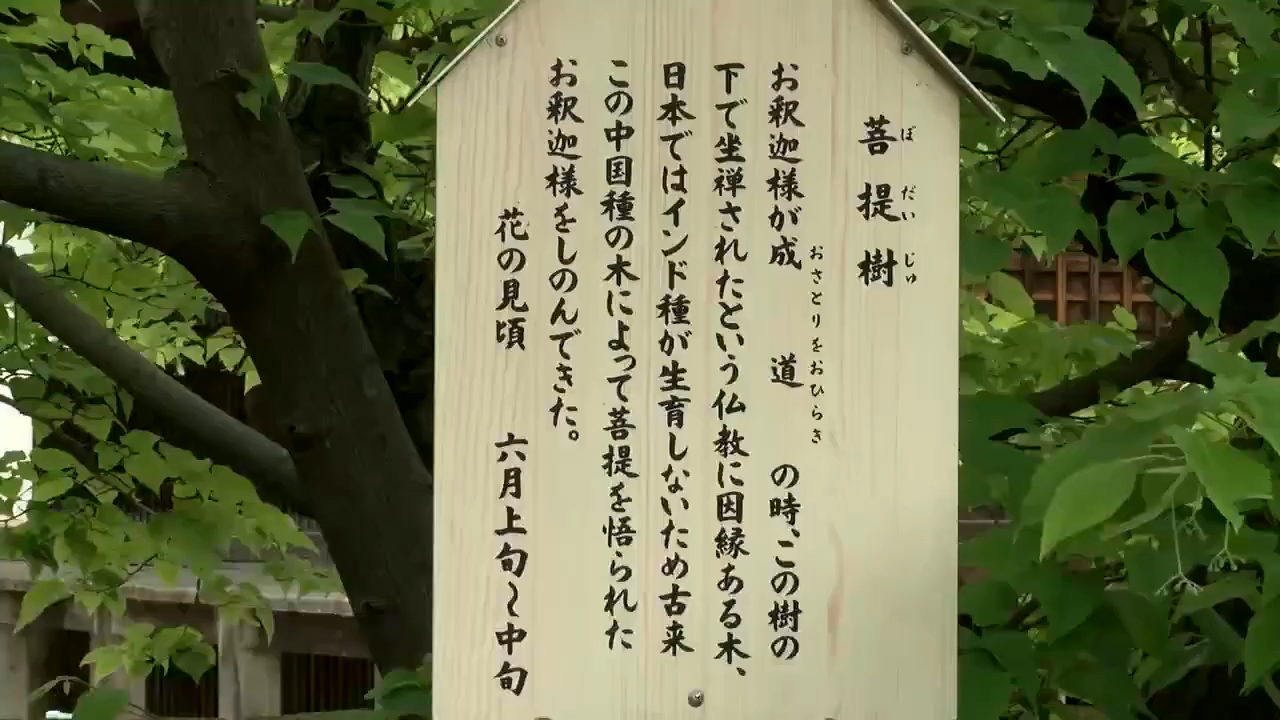 菩提樹
ぼだいじゅ
お釈迦様が成道の時、この樹の
おさとりをおひらき
下で坐禅されたという仏教に因縁ある木、
日本ではインド種が生育しないため古来
この中国種の木によって菩提を悟られた
お釈迦様をしのんできた。
花の見頃 六月上旬〜中旬